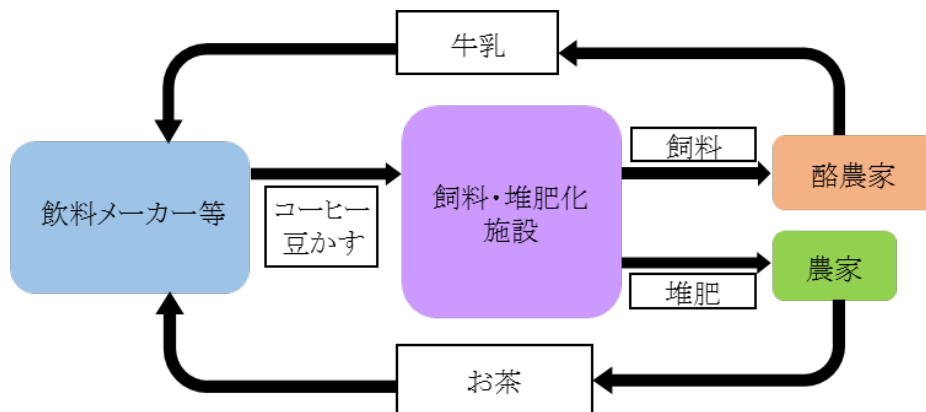 牛乳
飲料メーカー等
コーヒー
豆かす
飼料・堆肥化
施設
飼料
酪農家
堆肥
農家
お茶